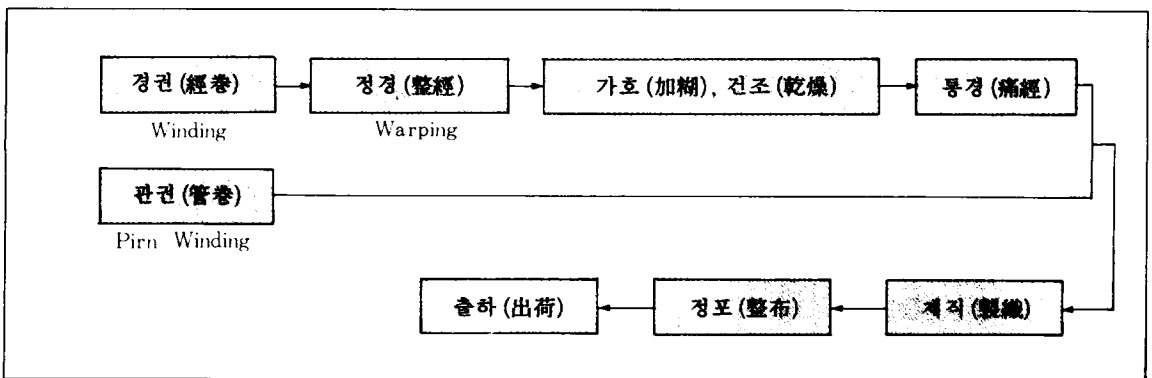 경권(經卷)
정경(整經)
가호(加糊), 건조(乾燥)
통경(痛經)
Winding
Warping
관권(管卷)
Pirn Winding
출하(出荷)
정포(整布)
제직(製織)